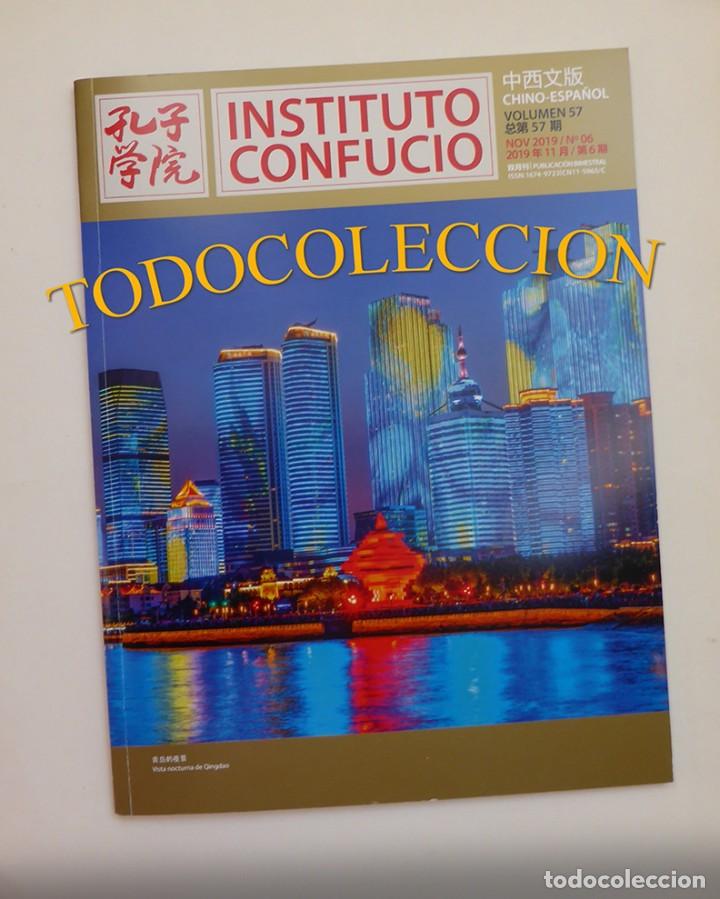 孔子
学院
INSTITUTO
CONFUCIO
中西文版
CHINO-ESPAÑOL
VOLUMEN 57
总第 57 期
NOV 2019 / Nº 06
2019 年 11 月 / 第 6 期
双月刊 | PUBLICACIÓN BIMESTRAL
ISSN:1674-9723|CN11-5965/C
TODOCOLECCION
青岛的夜景
Vista nocturna de Qingdao
todocoleccion